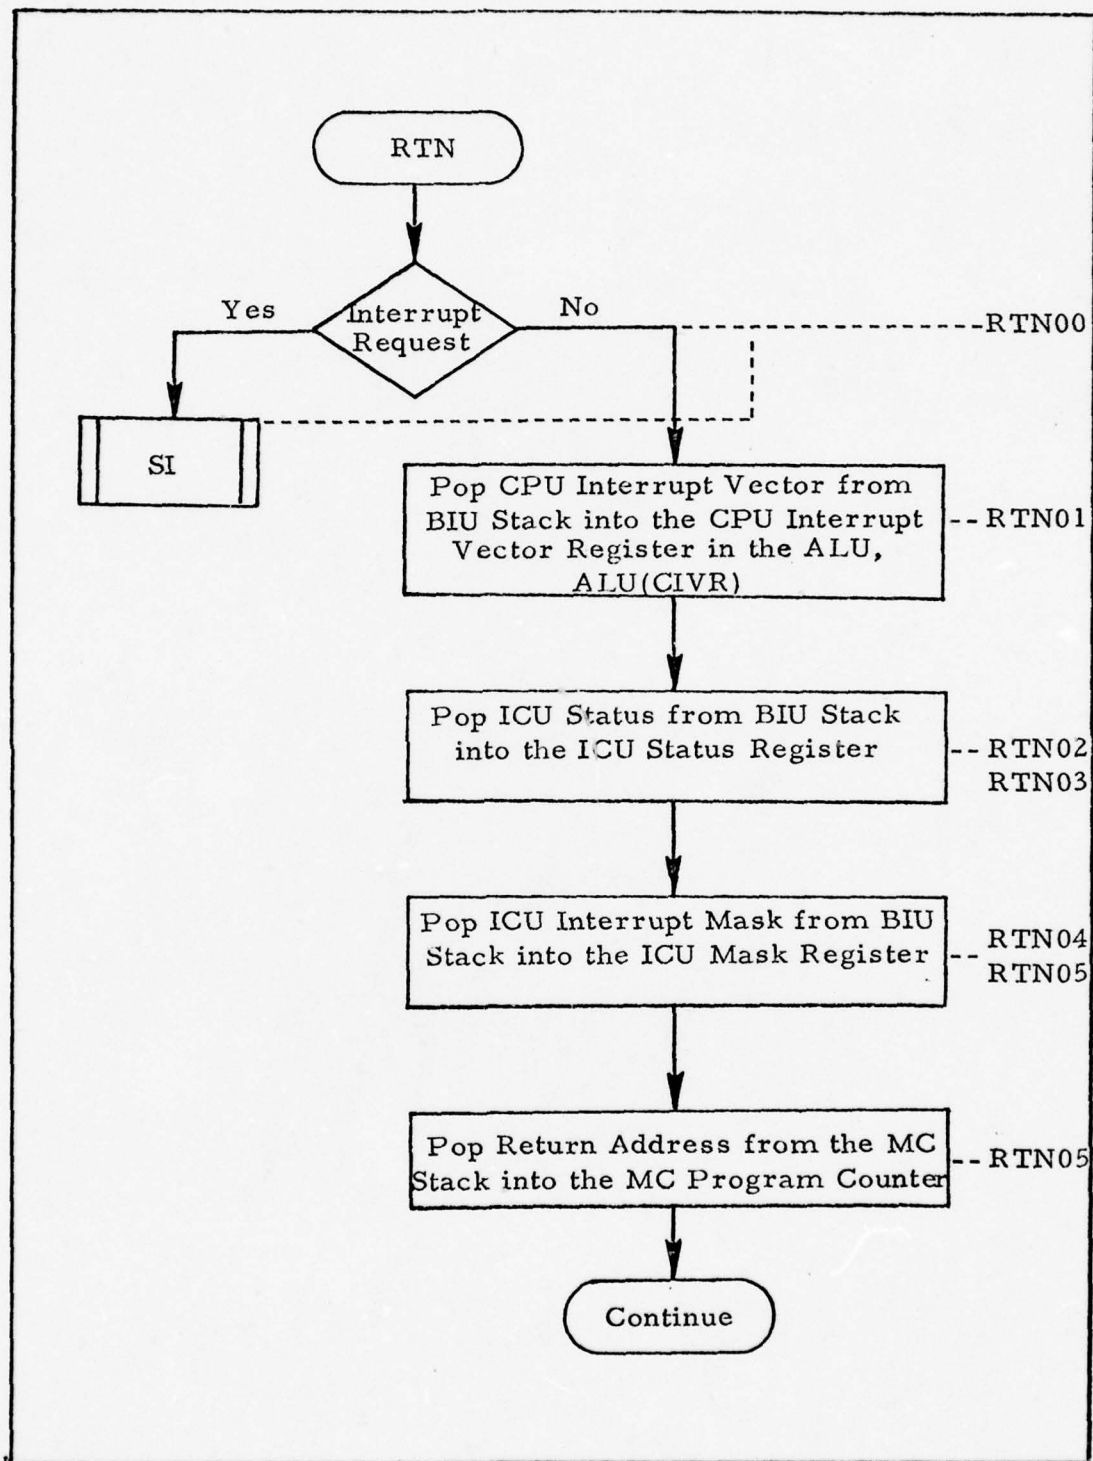 RTN
Yes
Interrupt
Request
No
RTN00
SI
Pop CPU Interrupt Vector from
BIU Stack into the CPU Interrupt
Vector Register in the ALU,
ALU(CIVR)
RTN01
Pop ICU Status from BIU Stack
into the ICU Status Register
RTN02
RTN03
Pop ICU Interrupt Mask from BIU
Stack into the ICU Mask Register
RTN04
RTN05
Pop Return Address from the MC
Stack into the MC Program Counter
RTN05
Continue